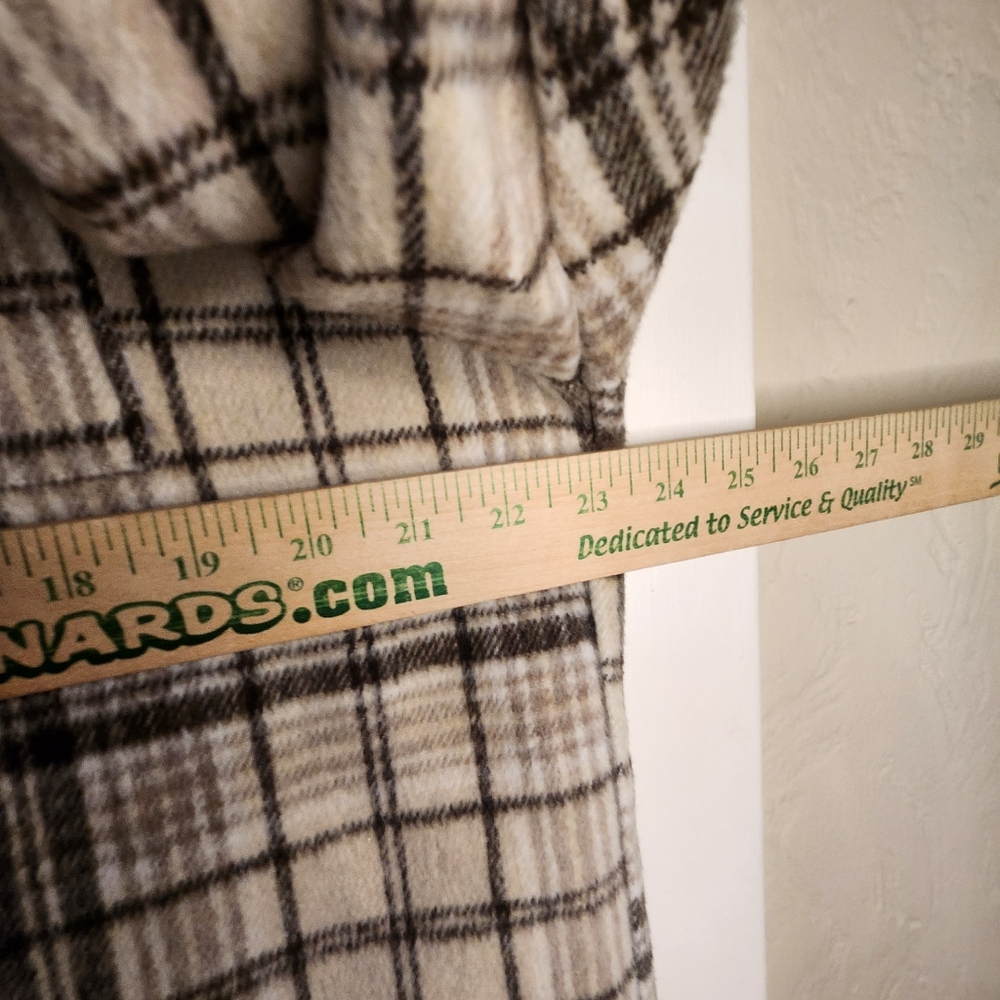 18 19 20 21 22 23 24 25 26 27 28 29
NARDS®.com
Dedicated to Service & Quality℠